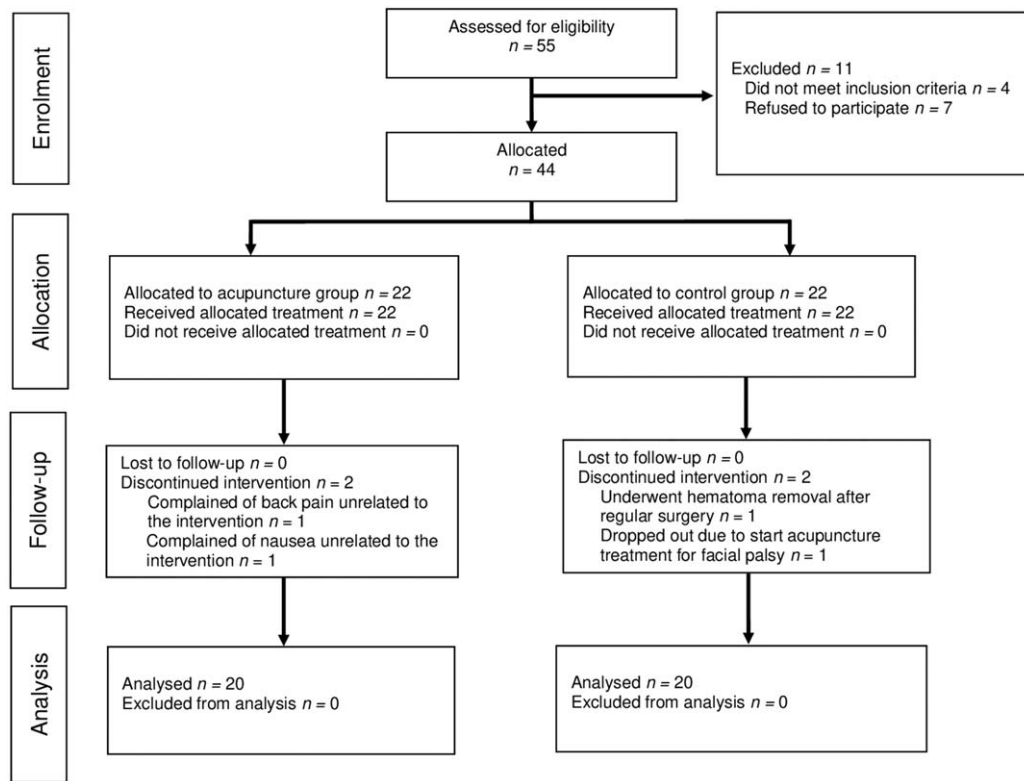 Enrolment
Assessed for eligibility
n = 55
Excluded n = 11
Did not meet inclusion criteria n = 4
Refused to participate n = 7
Allocated
n = 44
Allocation
Allocated to acupuncture group n = 22
Received allocated treatment n = 22
Did not receive allocated treatment n = 0
Allocated to control group n = 22
Received allocated treatment n = 22
Did not receive allocated treatment n = 0
Follow-up
Lost to follow-up n = 0
Discontinued intervention n = 2
Complained of back pain unrelated to
the intervention n = 1
Complained of nausea unrelated to the
intervention n = 1
Lost to follow-up n = 0
Discontinued intervention n = 2
Underwent hematoma removal after
regular surgery n = 1
Dropped out due to start acupuncture
treatment for facial palsy n = 1
Analysis
Analysed n = 20
Excluded from analysis n = 0
Analysed n = 20
Excluded from analysis n = 0